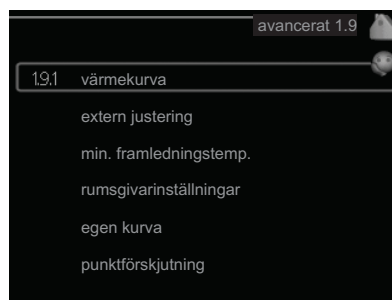 avancerat 1.9
1.9.1 värmekurva
extern justering
min. framledningstemp.
rumsgivarinställningar
egen kurva
punktförskjutning